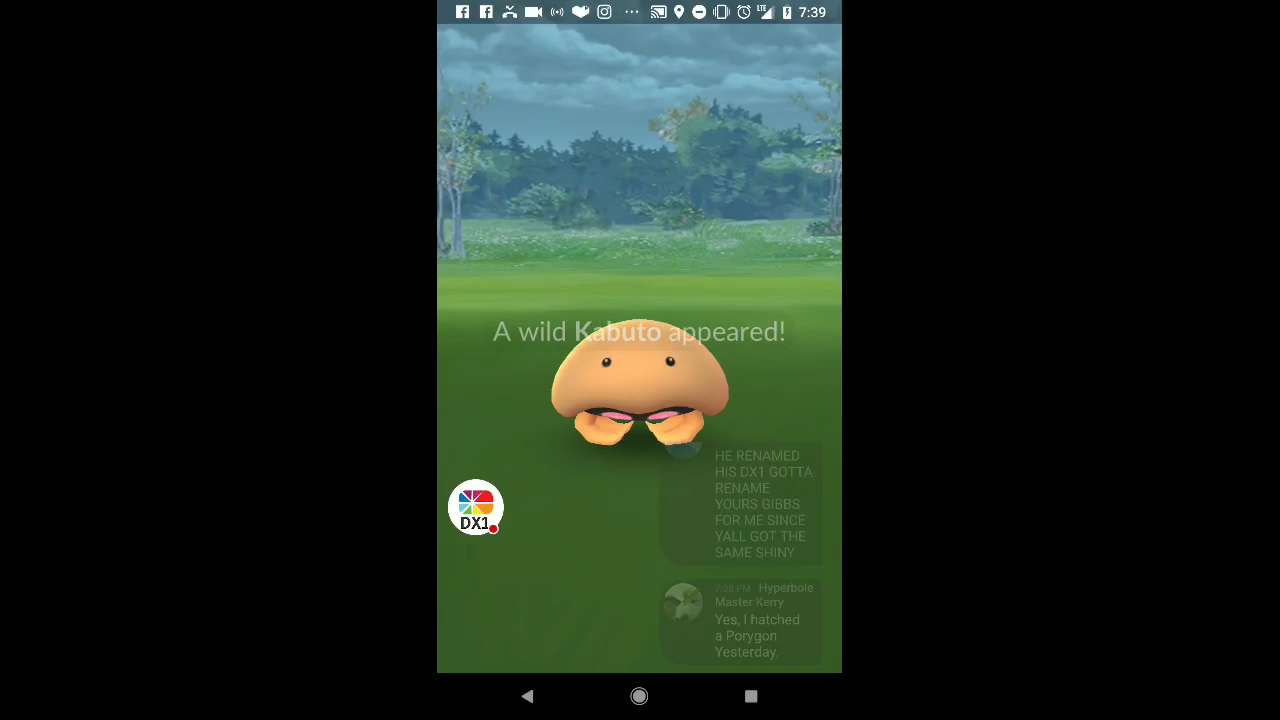 LTE 7:39
A wild Kabuto appeared!
HE RENAMED
HIS DX1 GOTTA
RENAME
YOURS GIBBS
FOR ME SINCE
YALL GOT THE
SAME SHINY
DX1
7:38 PM Hyperbole
Master Kerry
Yes, I hatched
a Porygon
Yesterday.